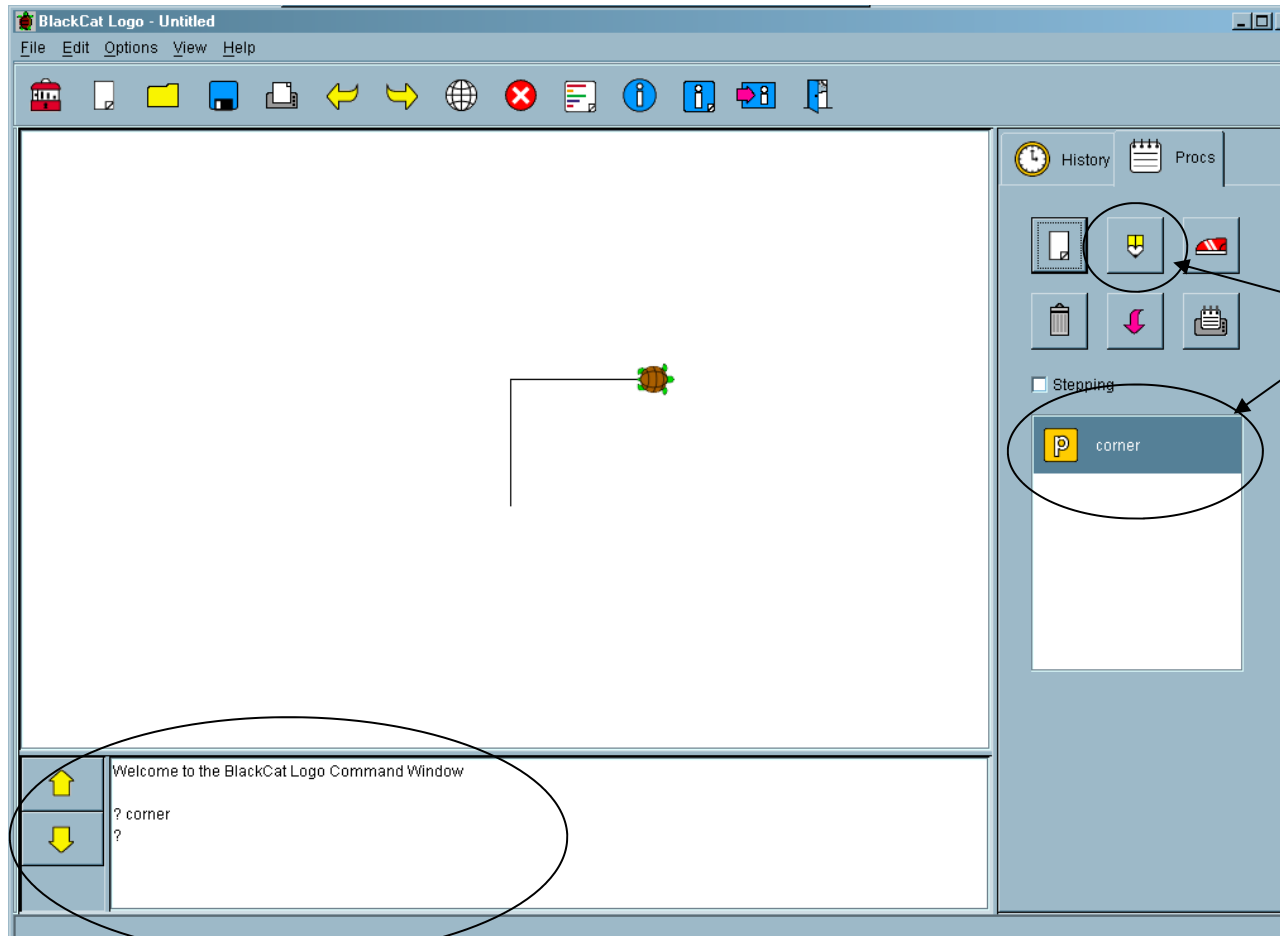 BlackCat Logo - Untitled
File Edit Options View Help
History Procs
Stepping
p corner
Welcome to the BlackCat Logo Command Window
? corner
?